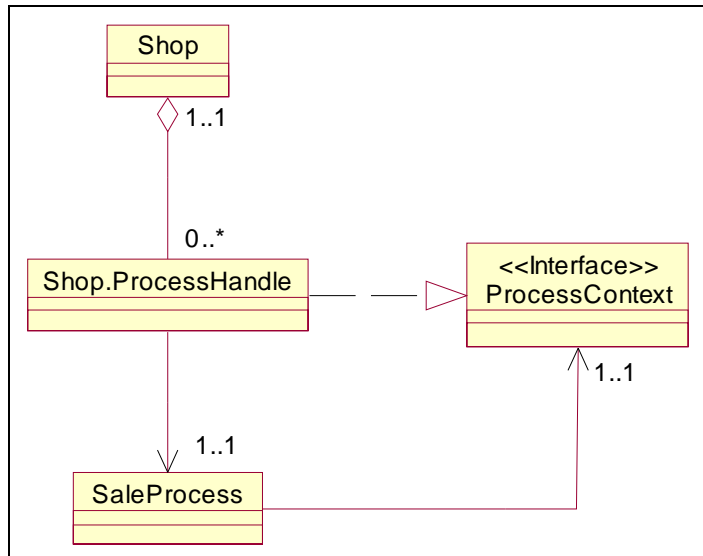 Shop
1..1
0..*
Shop.ProcessHandle
<<Interface>>
ProcessContext
1..1
1..1
SaleProcess